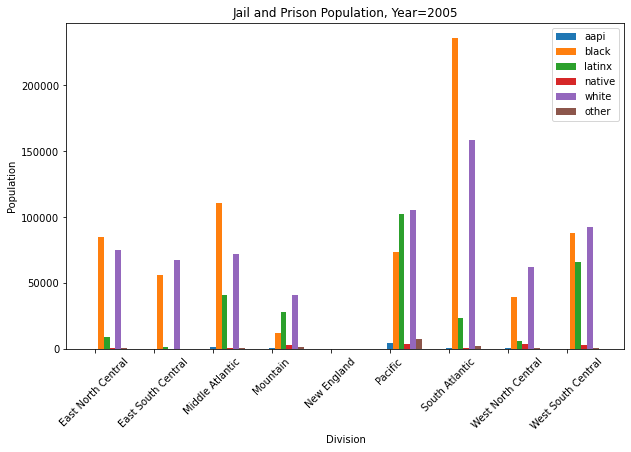 Jail and Prison Population, Year=2005
aapi
black
latinx
native
white
other
Population
200000
150000
100000
50000
0
East North Central
East South Central
Middle Atlantic
Mountain
New England
Pacific
South Atlantic
West North Central
West South Central
Division